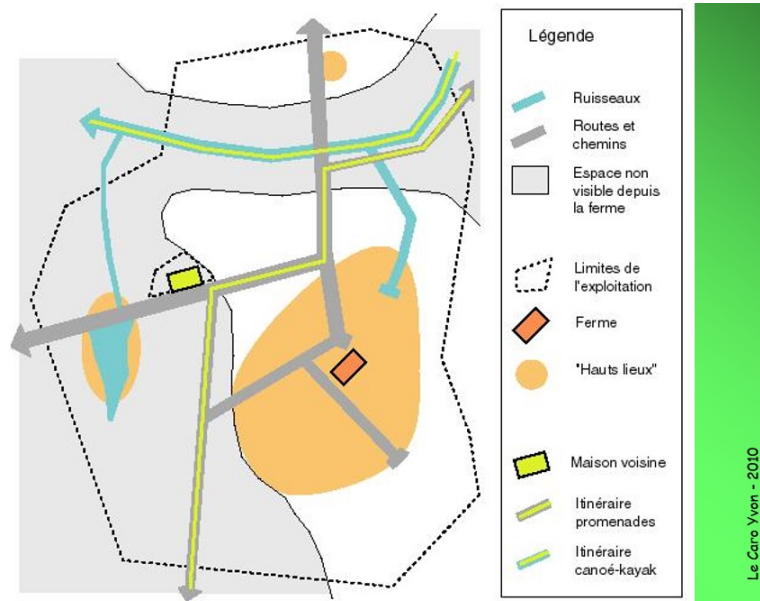 Légende
Ruisseaux
Routes et
chemins
Espace non
visible depuis
la ferme
Limites de
l'exploitation
Ferme
"Hauts lieux"
Maison voisine
Itinéraire
promenades
Itinéraire
canoé-kayak
Le Caro Yvon - 2010